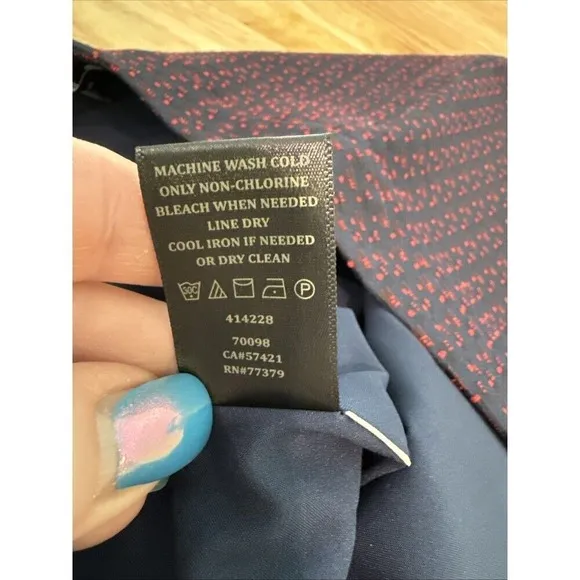 MACHINE WASH COLD
ONLY NON-CHLORINE
BLEACH WHEN NEEDED
LINE DRY
COOL IRON IF NEEDED
OR DRY CLEAN
30C P
414228
70098
CA#57421
RN#77379